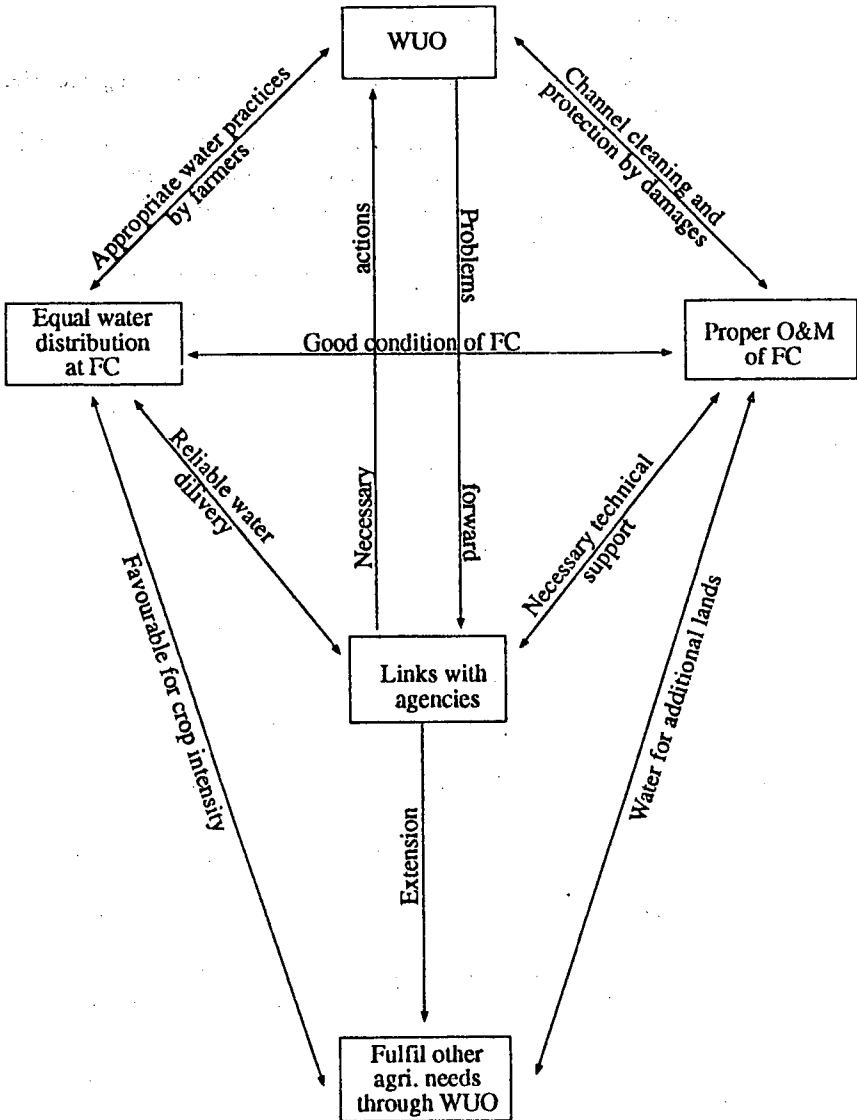 WUO
Appropriate water practices
by farmers
Channel cleaning and
protection by damages
actions
Problems
Equal water
distribution
at FC
Good condition of FC
Proper O&M
of FC
Reliable water
dilivery
Necessary
forward
Necessary technical
support
Links with
agencies
Favourable for crop intensity
Water for additional lands
Extension
Fulfil other
agri. needs
through WUO